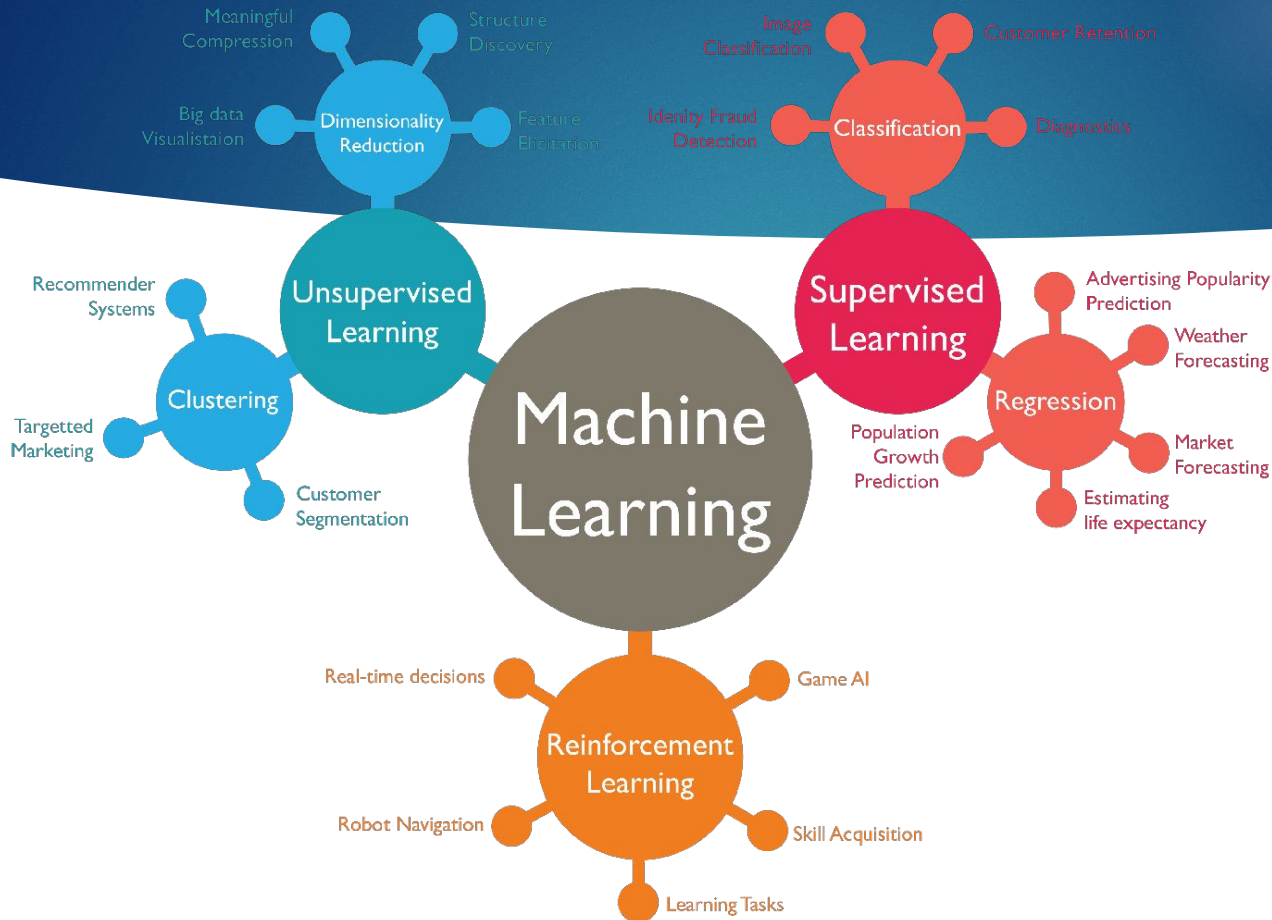 Meaningful
Compression
Structure
Discovery
Big data
Visualistaion
Dimensionality
Reduction
Feature
Elicitation
Image
Classification
Customer Retention
Idenity Fraud
Detection
Classification
Diagnostics
Unsupervised
Learning
Supervised
Learning
Recommender
Systems
Clustering
Targetted
Marketing
Customer
Segmentation
Machine
Learning
Advertising Popularity
Prediction
Weather
Forecasting
Regression
Population
Growth
Prediction
Market
Forecasting
Estimating
life expectancy
Real-time decisions
Game AI
Reinforcement
Learning
Robot Navigation
Skill Acquisition
Learning Tasks